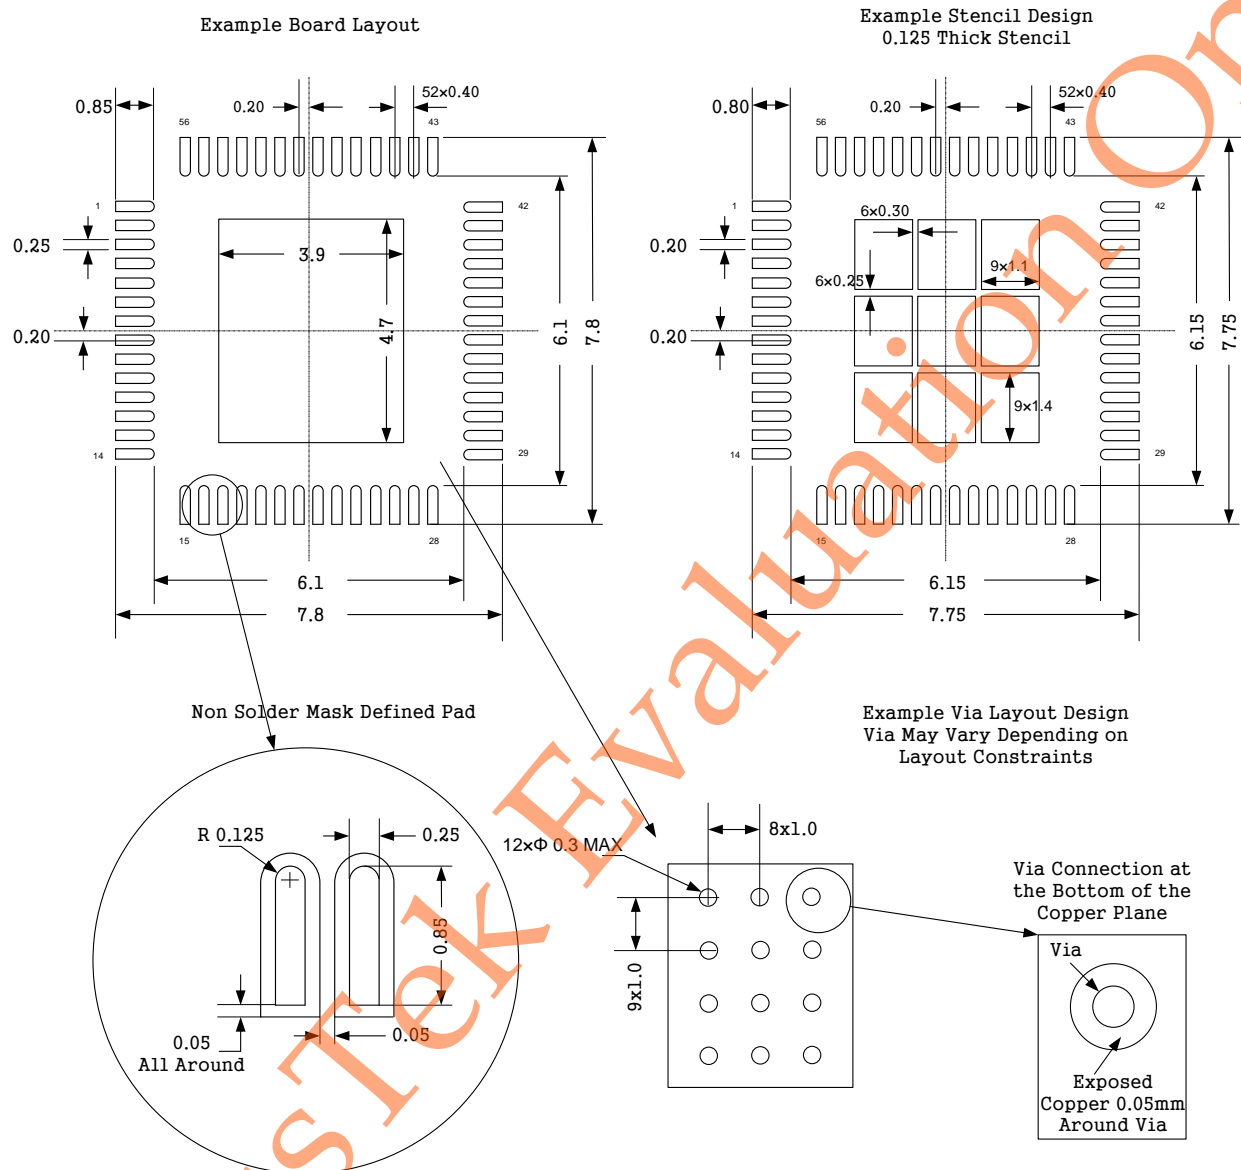 Example Board Layout
Example Stencil Design
0.125 Thick Stencil
0.85
0.20
52×0.40
56
43
1
42
0.25
3.9
0.20
4.7
6.1
7.8
14
29
15
28
6.1
7.8
0.80
0.20
52×0.40
56
43
1
42
6×0.30
0.20
9×1.1
6×0.25
0.20
6.15
7.75
9×1.4
14
29
15
28
6.15
7.75
Non Solder Mask Defined Pad
R 0.125
0.25
0.85
0.05
All Around
0.05
Example Via Layout Design
Via May Vary Depending on
Layout Constraints
12×Φ 0.3 MAX
8x1.0
9x1.0
Via Connection at
the Bottom of the
Copper Plane
Via
Exposed
Copper 0.05mm
Around Via
Tek Evaluation